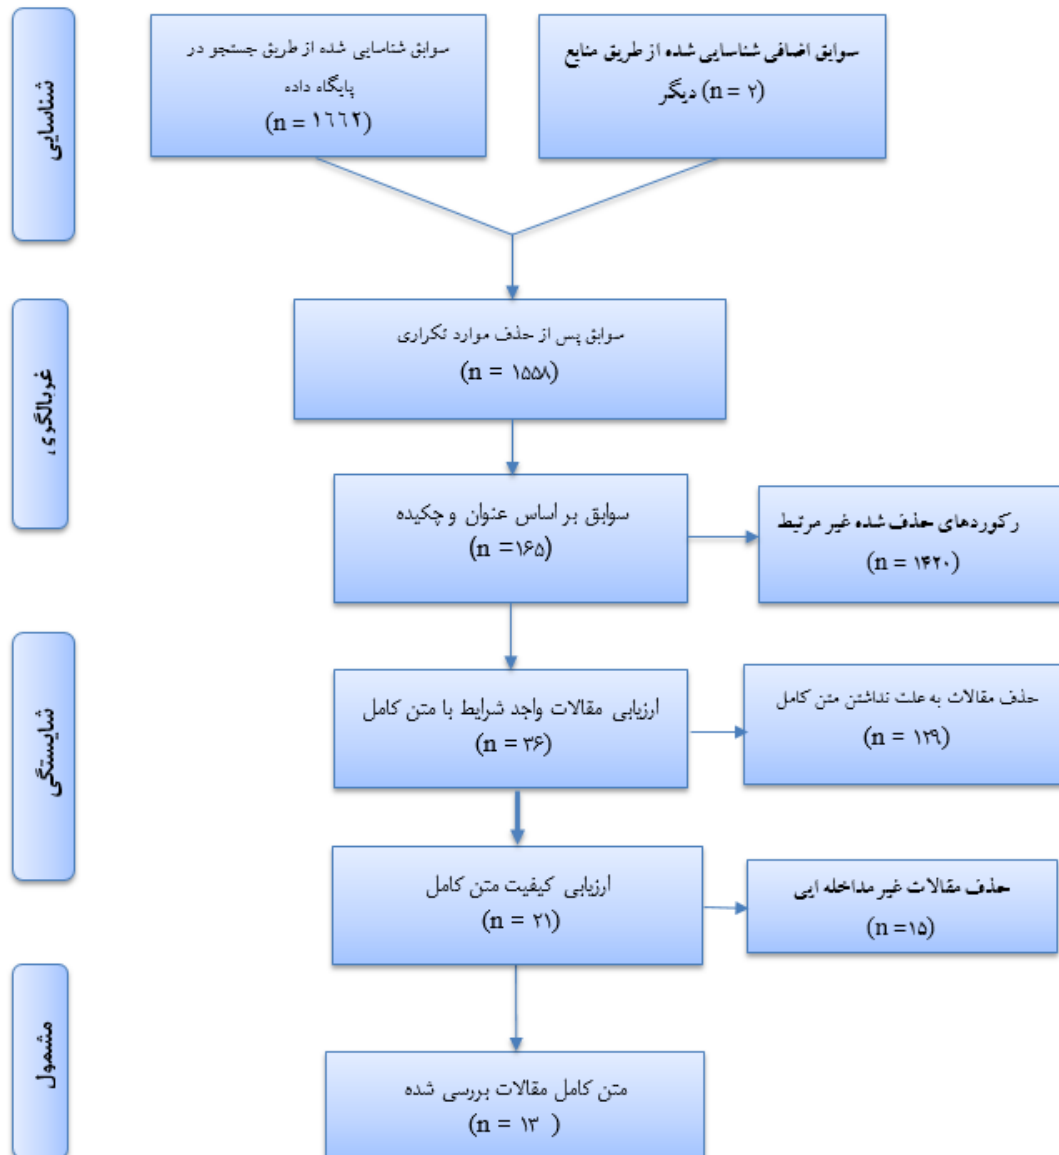 شناسایی
سوابق اضافی شناسایی شده از طریق منابع
دیگر (n = ۲)
سوابق شناسایی شده از طریق جستجو در
پایگاه داده
(n = ١٦٦٢)
غربالگری
سوابق پس از حذف موارد تکراری
(n = ۱۵۵۸)
سوابق بر اساس عنوان و چکیده
(n =۱۶۵)
رکوردهای حذف شده غیر مرتبط
(n = ۱۴۲۰)
شایستگی
ارزیابی مقالات واجد شرایط با متن کامل
(n = ۳۶)
حذف مقالات به علت نداشتن متن کامل
(n = ۱۲۹)
ارزیابی کیفیت متن کامل
(n = ۲۱)
حذف مقالات غیر مداخله ایی
(n =۱۵)
مشمول
متن کامل مقالات بررسی شده
(n = ۱۳ )